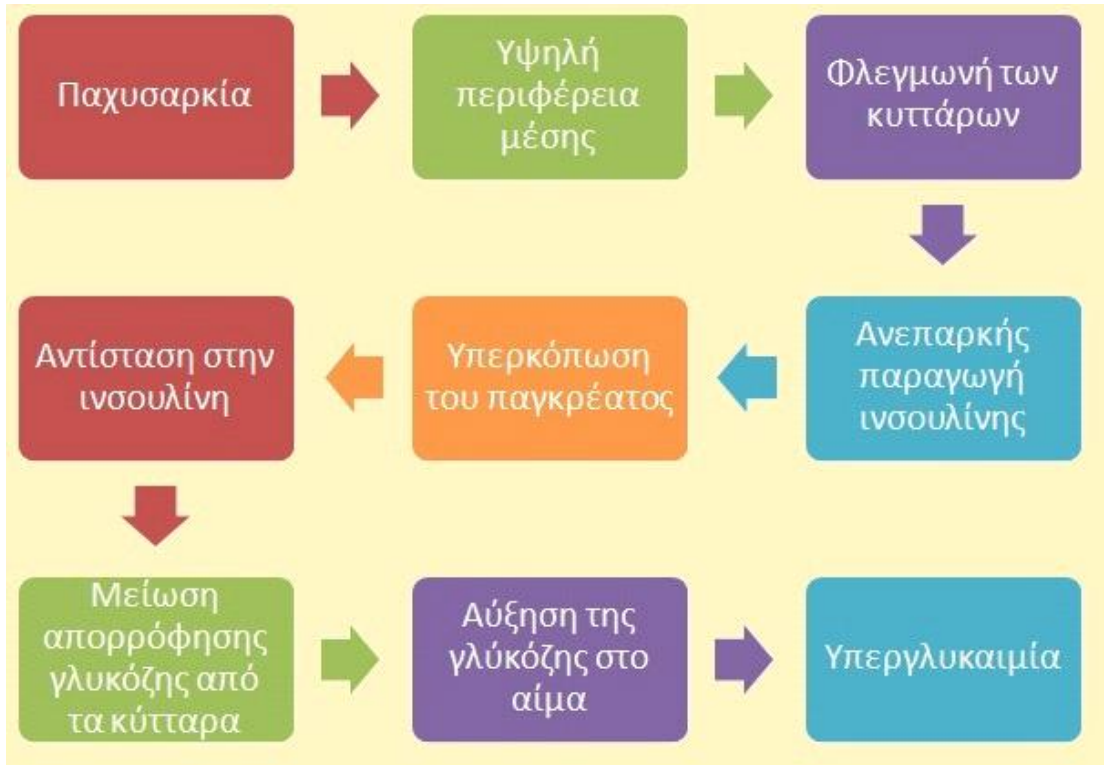 Παχυσαρκία
Υψηλή
περιφέρεια
μέσης
Φλεγμωνή των
κυττάρων
Ανεπαρκής
παραγωγή
ινσουλίνης
Υπερκόπωση
του παγκρέατος
Αντίσταση στην
ινσουλίνη
Μείωση
απορρόφησης
γλυκόζης από
τα κύτταρα
Αύξηση της
γλύκόζης στο
αίμα
Υπεργλυκαιμία